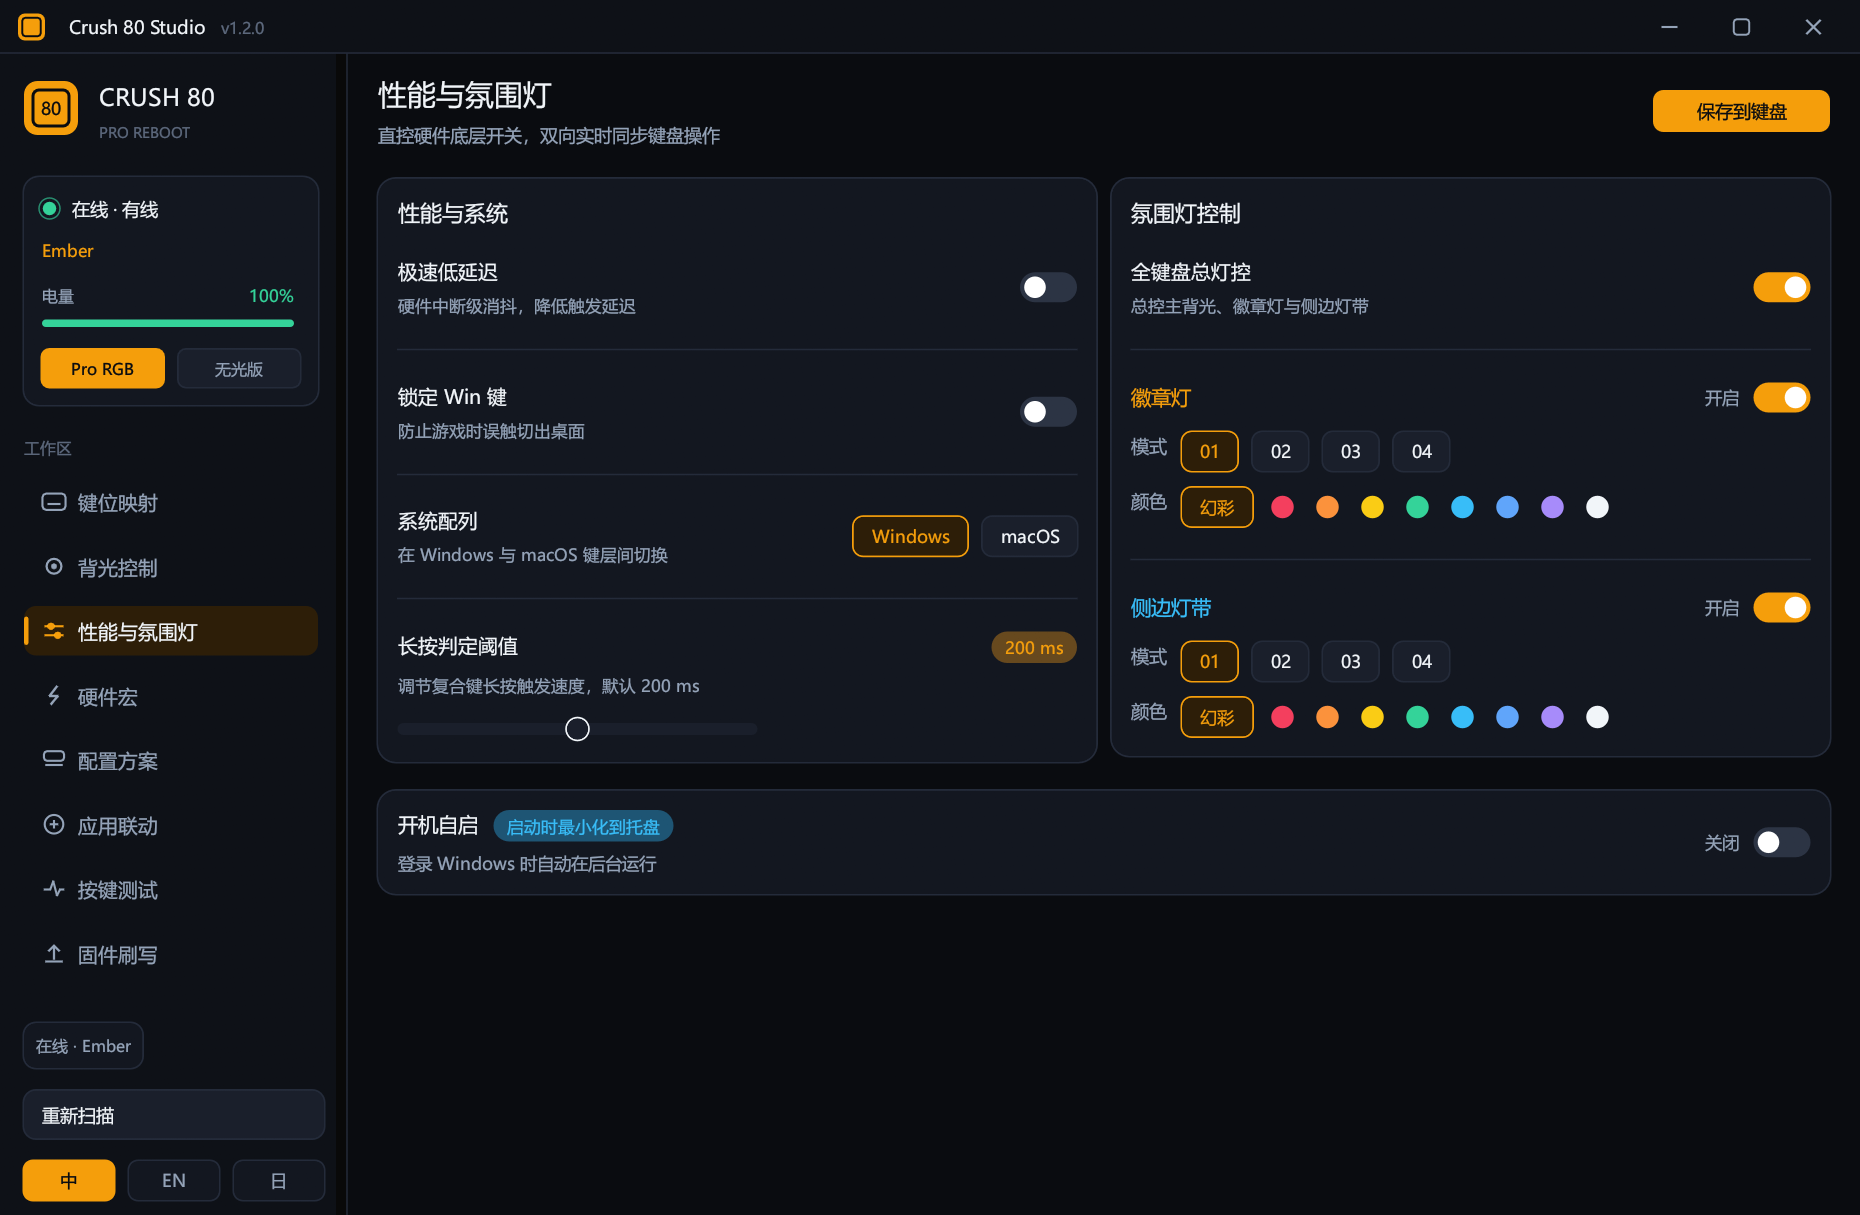 Crush 80 Studio v1.2.0
80
CRUSH 80
PRO REBOOT
在线 · 有线
Ember
电量 100%
Pro RGB 无光版
工作区
键位映射
背光控制
性能与氛围灯
硬件宏
配置方案
应用联动
按键测试
固件刷写
在线 · Ember
重新扫描
中 EN 日
性能与氛围灯
直控硬件底层开关，双向实时同步键盘操作
保存到键盘
性能与系统
极速低延迟
硬件中断级消抖，降低触发延迟
锁定 Win 键
防止游戏时误触切出桌面
系统配列
在 Windows 与 macOS 键层间切换
Windows macOS
长按判定阈值
200 ms
调节复合键长按触发速度，默认 200 ms
氛围灯控制
全键盘总灯控
总控主背光、徽章灯与侧边灯带
徽章灯 开启
模式 01 02 03 04
颜色 幻彩
侧边灯带 开启
模式 01 02 03 04
颜色 幻彩
开机自启 启动时最小化到托盘
登录 Windows 时自动在后台运行
关闭